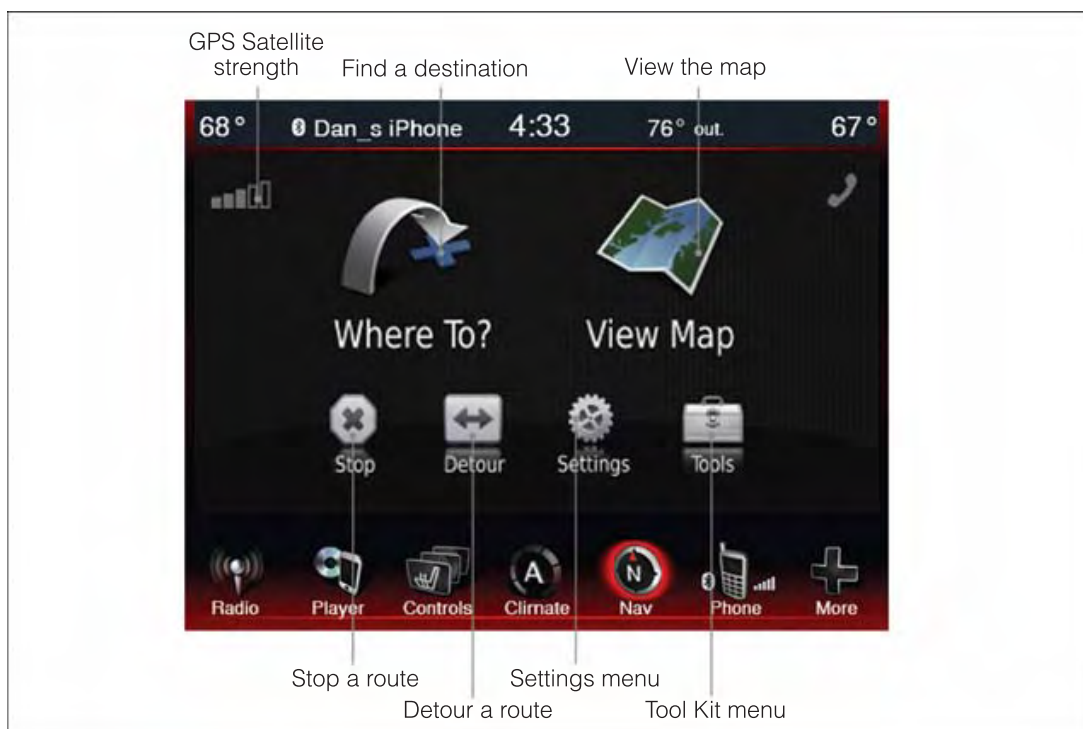 GPS Satellite
strength
Find a destination
View the map
68° Dan_s iPhone 4:33 76° out. 67°
Where To? View Map
Stop Detour Settings Tools
A N
Radio Player Controls Climate Nav Phone More
Stop a route
Settings menu
Detour a route
Tool Kit menu